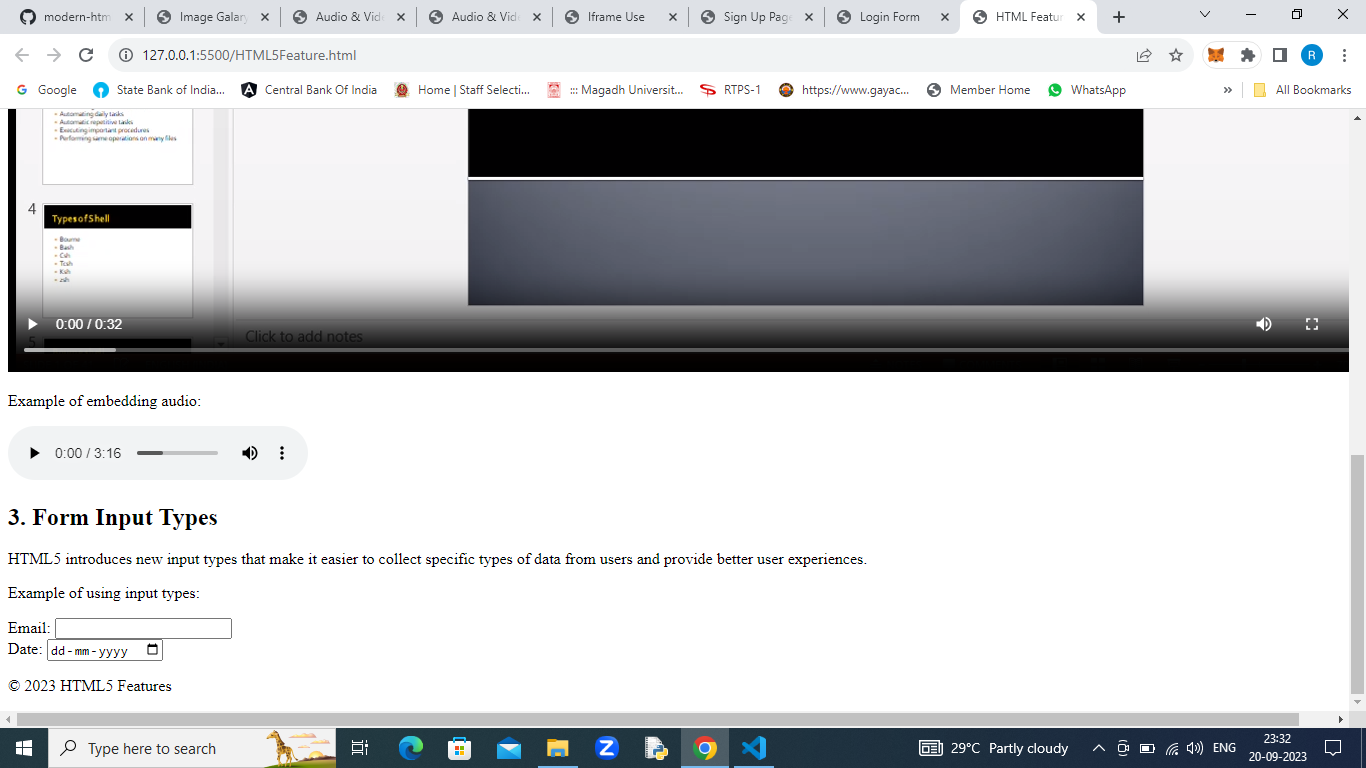 modern-htm
Image Galary
Audio & Vide
Audio & Vide
Iframe Use
Sign Up Page
Login Form
HTML Featur
127.0.0.1:5500/HTML5Feature.html
R
Google
State Bank of India...
Central Bank Of India
Home | Staff Selecti...
::: Magadh Universit...
RTPS-1
https://www.gayac...
Member Home
WhatsApp
»
All Bookmarks
Automating daily tasks
Automatic repetitive tasks
Executing important procedures
Performing same operations on many files
4
Types of Shell
Bourne
Bash
Csh
Tcsh
Ksh
zsh
0:00 / 0:32
5
Click to add notes
Example of embedding audio:
0:00 / 3:16
3. Form Input Types
HTML5 introduces new input types that make it easier to collect specific types of data from users and provide better user experiences.
Example of using input types:
Email:
Date: dd-mm-yyyy
© 2023 HTML5 Features
Type here to search
29°C Partly cloudy
ENG
23:32
20-09-2023